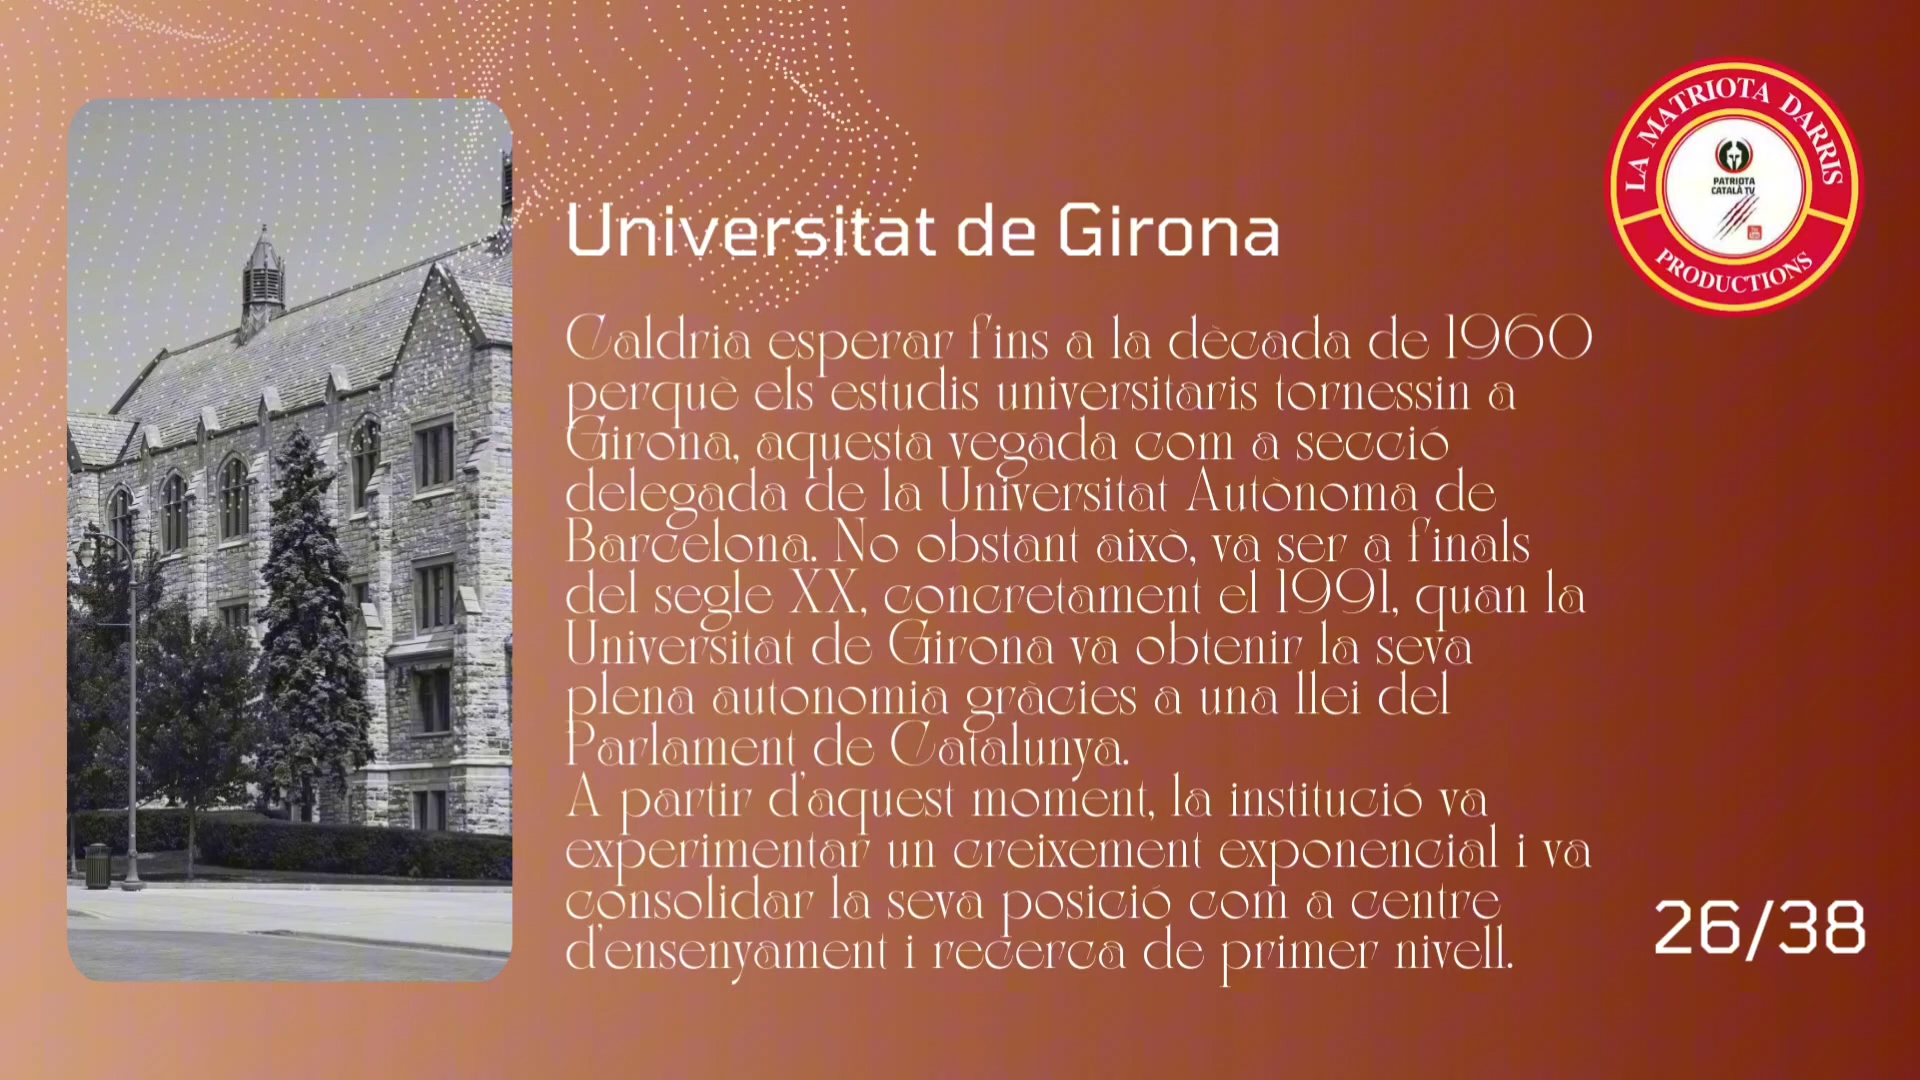 Universitat de Girona
Caldria esperar fins a la dècada de 1960
perquè els estudis universitaris tornessin a
Girona, aquesta vegada com a secció
delegada de la Universitat Autònoma de
Barcelona. No obstant això, va ser a finals
del segle XX, concretament el 1991, quan la
Universitat de Girona va obtenir la seva
plena autonomia gràcies a una llei del
Parlament de Catalunya.
A partir d'aquest moment, la institució va
experimentar un creixement exponencial i va
consolidar la seva posició com a centre
d'ensenyament i recerca de primer nivell.
LA MATRIOTA DARRIS
PATRIOTA
CATALÀ TV
PRODUCTIONS
26/38